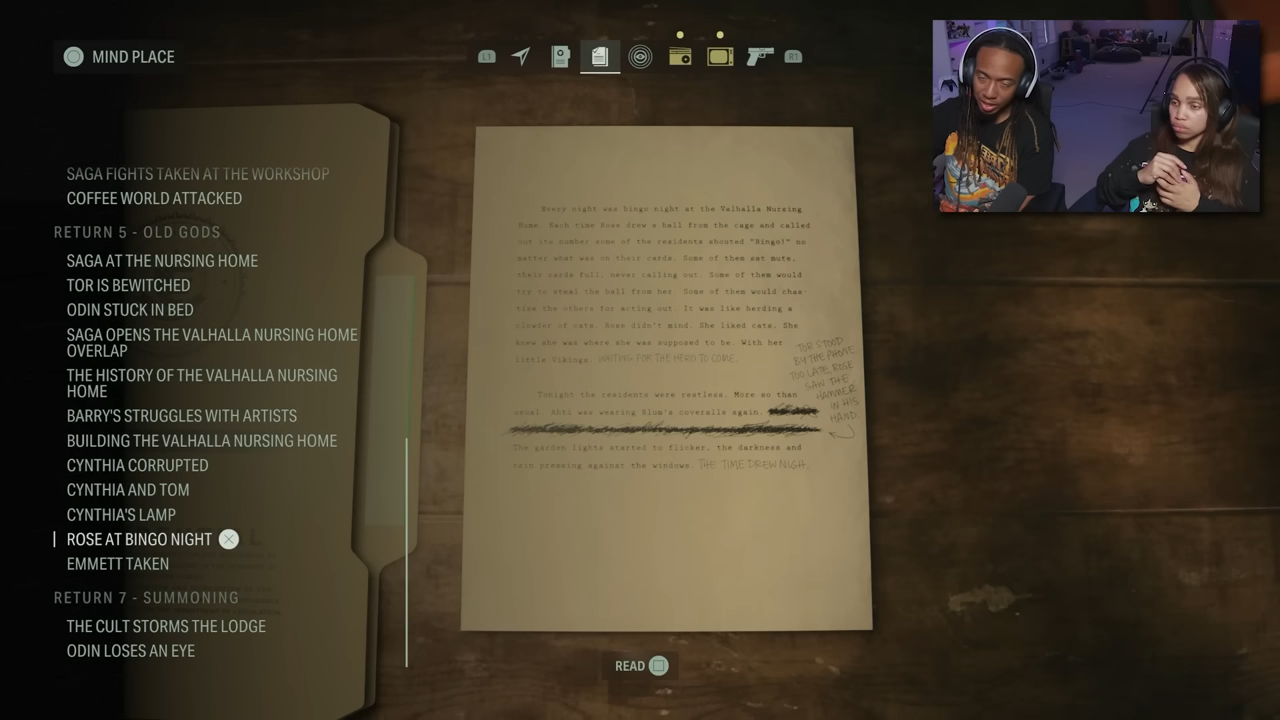 MIND PLACE
L1
R1
SAGA FIGHTS TAKEN AT THE WORKSHOP
COFFEE WORLD ATTACKED
RETURN 5 - OLD GODS
SAGA AT THE NURSING HOME
TOR IS BEWITCHED
ODIN STUCK IN BED
SAGA OPENS THE VALHALLA NURSING HOME
OVERLAP
THE HISTORY OF THE VALHALLA NURSING
HOME
BARRY'S STRUGGLES WITH ARTISTS
BUILDING THE VALHALLA NURSING HOME
CYNTHIA CORRUPTED
CYNTHIA AND TOM
CYNTHIA'S LAMP
ROSE AT BINGO NIGHT
EMMETT TAKEN
RETURN 7 - SUMMONING
THE CULT STORMS THE LODGE
ODIN LOSES AN EYE
Every night was bingo night at the Valhalla Nursing
Home. Each time Rose drew a ball from the cage and called
out its number some of the residents shouted "Bingo!" no
matter what was on their cards. Some of them sat mute,
their cards full, never calling out. Some of them would
try to steal the ball from her. Some of them would chas-
tise the others for acting out. It was like herding a
clowder of cats. Rose didn't mind. She liked cats. She
knew she was where she was supposed to be. With her
little Vikings. WAITING FOR THE HERO TO COME.
Tonight the residents were restless. More so than
usual. Ahti was wearing Blum's coveralls again.
The garden lights started to flicker, the darkness and
rain pressing against the windows. THE TIME DREW NIGH.
TOR STOOD
BY THE PHONE.
TOO LATE, ROSE
SAW THE
HAMMER
IN HIS
HAND.
READ